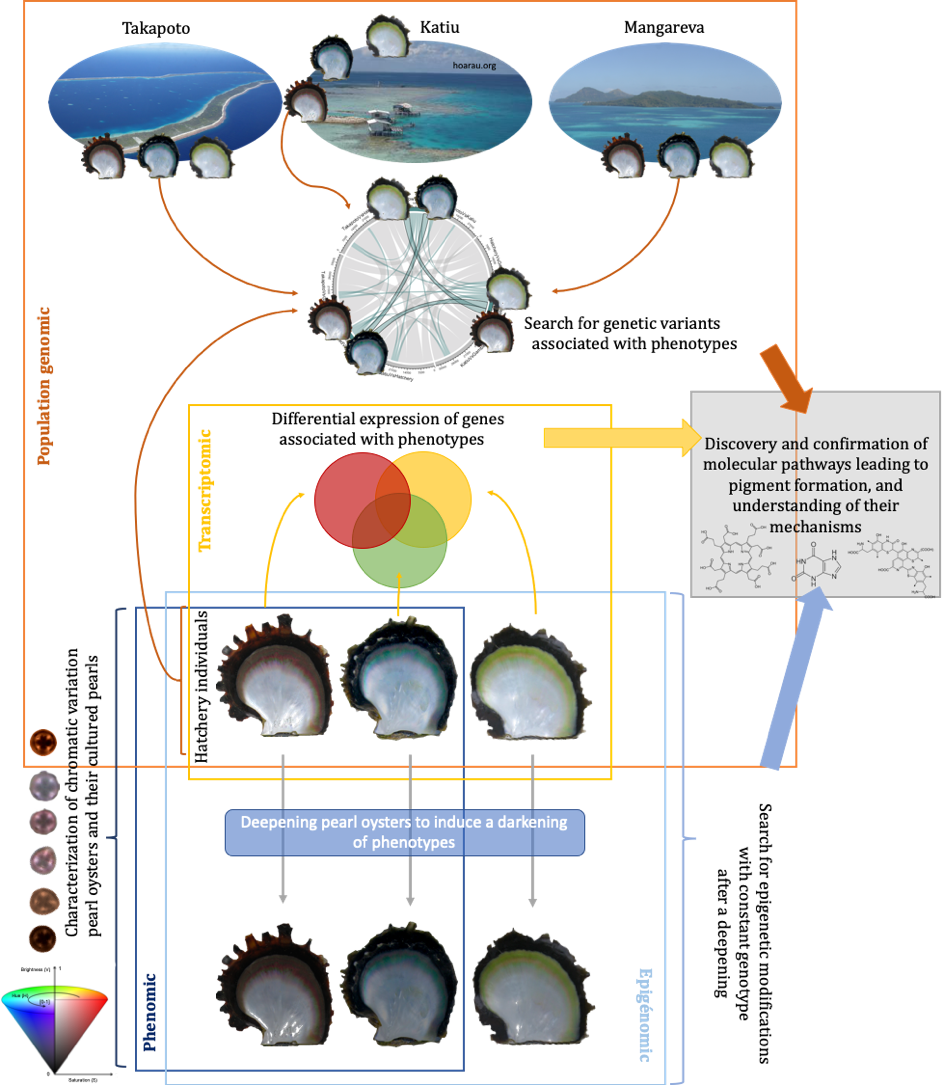 Takapoto
Katiu
Mangareva
hoarau.org
Search for genetic variants
associated with phenotypes
Population genomic
Differential expression of genes
associated with phenotypes
Transcriptomic
Discovery and confirmation of
molecular pathways leading to
pigment formation, and
understanding of their
mechanisms
Hatchery individuals
Characterization of chromatic variation
pearl oysters and their cultured pearls
Deepening pearl oysters to induce a darkening
of phenotypes
Search for epigenetic modifications
with constant genotype
after a deepening
Phenomic
Epigénomic
Brightness (V)
1
Hue (H)
[0-1]
0
Saturation (S)